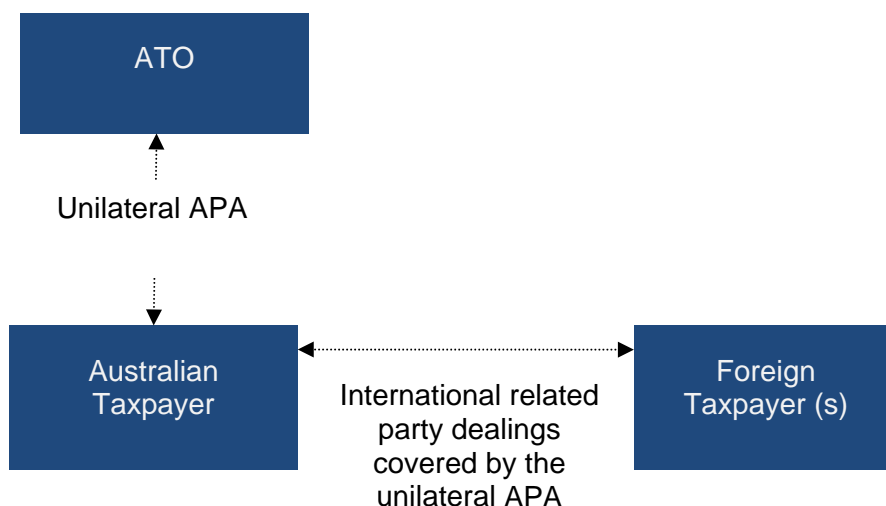 ATO
Unilateral APA
Australian
Taxpayer
International related
party dealings
covered by the
unilateral APA
Foreign
Taxpayer (s)